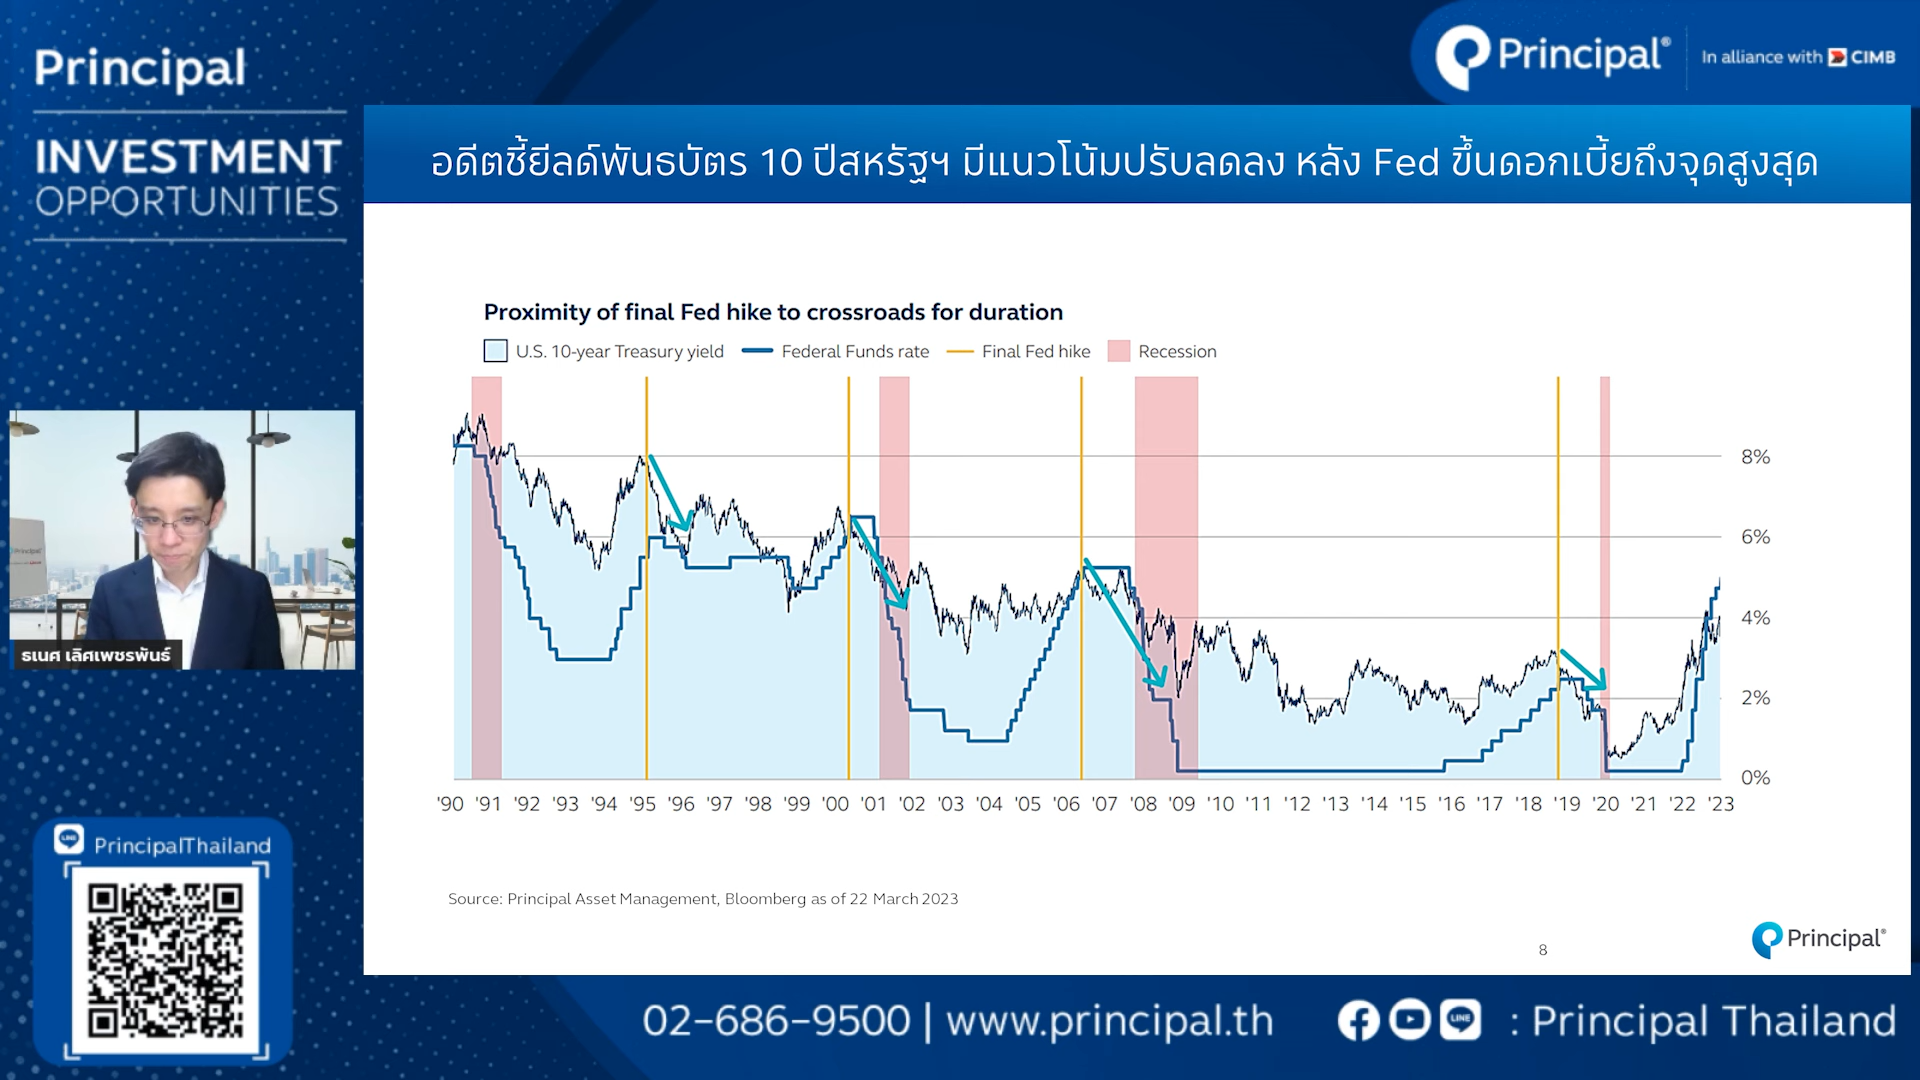 Principal
INVESTMENT
OPPORTUNITIES
Principal®
In alliance with CIMB
อดีตชี้ยีลด์พันธบัตร 10 ปีสหรัฐฯ มีแนวโน้มปรับลดลง หลัง Fed ขึ้นดอกเบี้ยถึงจุดสูงสุด
Proximity of final Fed hike to crossroads for duration
U.S. 10-year Treasury yield Federal Funds rate Final Fed hike Recession
8%
6%
4%
2%
0%
'90 '91 '92 '93 '94 '95 '96 '97 '98 '99 '00 '01 '02 '03 '04 '05 '06 '07 '08 '09 '10 '11 '12 '13 '14 '15 '16 '17 '18 '19 '20 '21 '22 '23
Source: Principal Asset Management, Bloomberg as of 22 March 2023
8
Principal®
Principal
ธเนศ เลิศเพชรพันธ์
LINE
PrincipalThailand
02-686-9500 | www.principal.th
LINE
: Principal Thailand